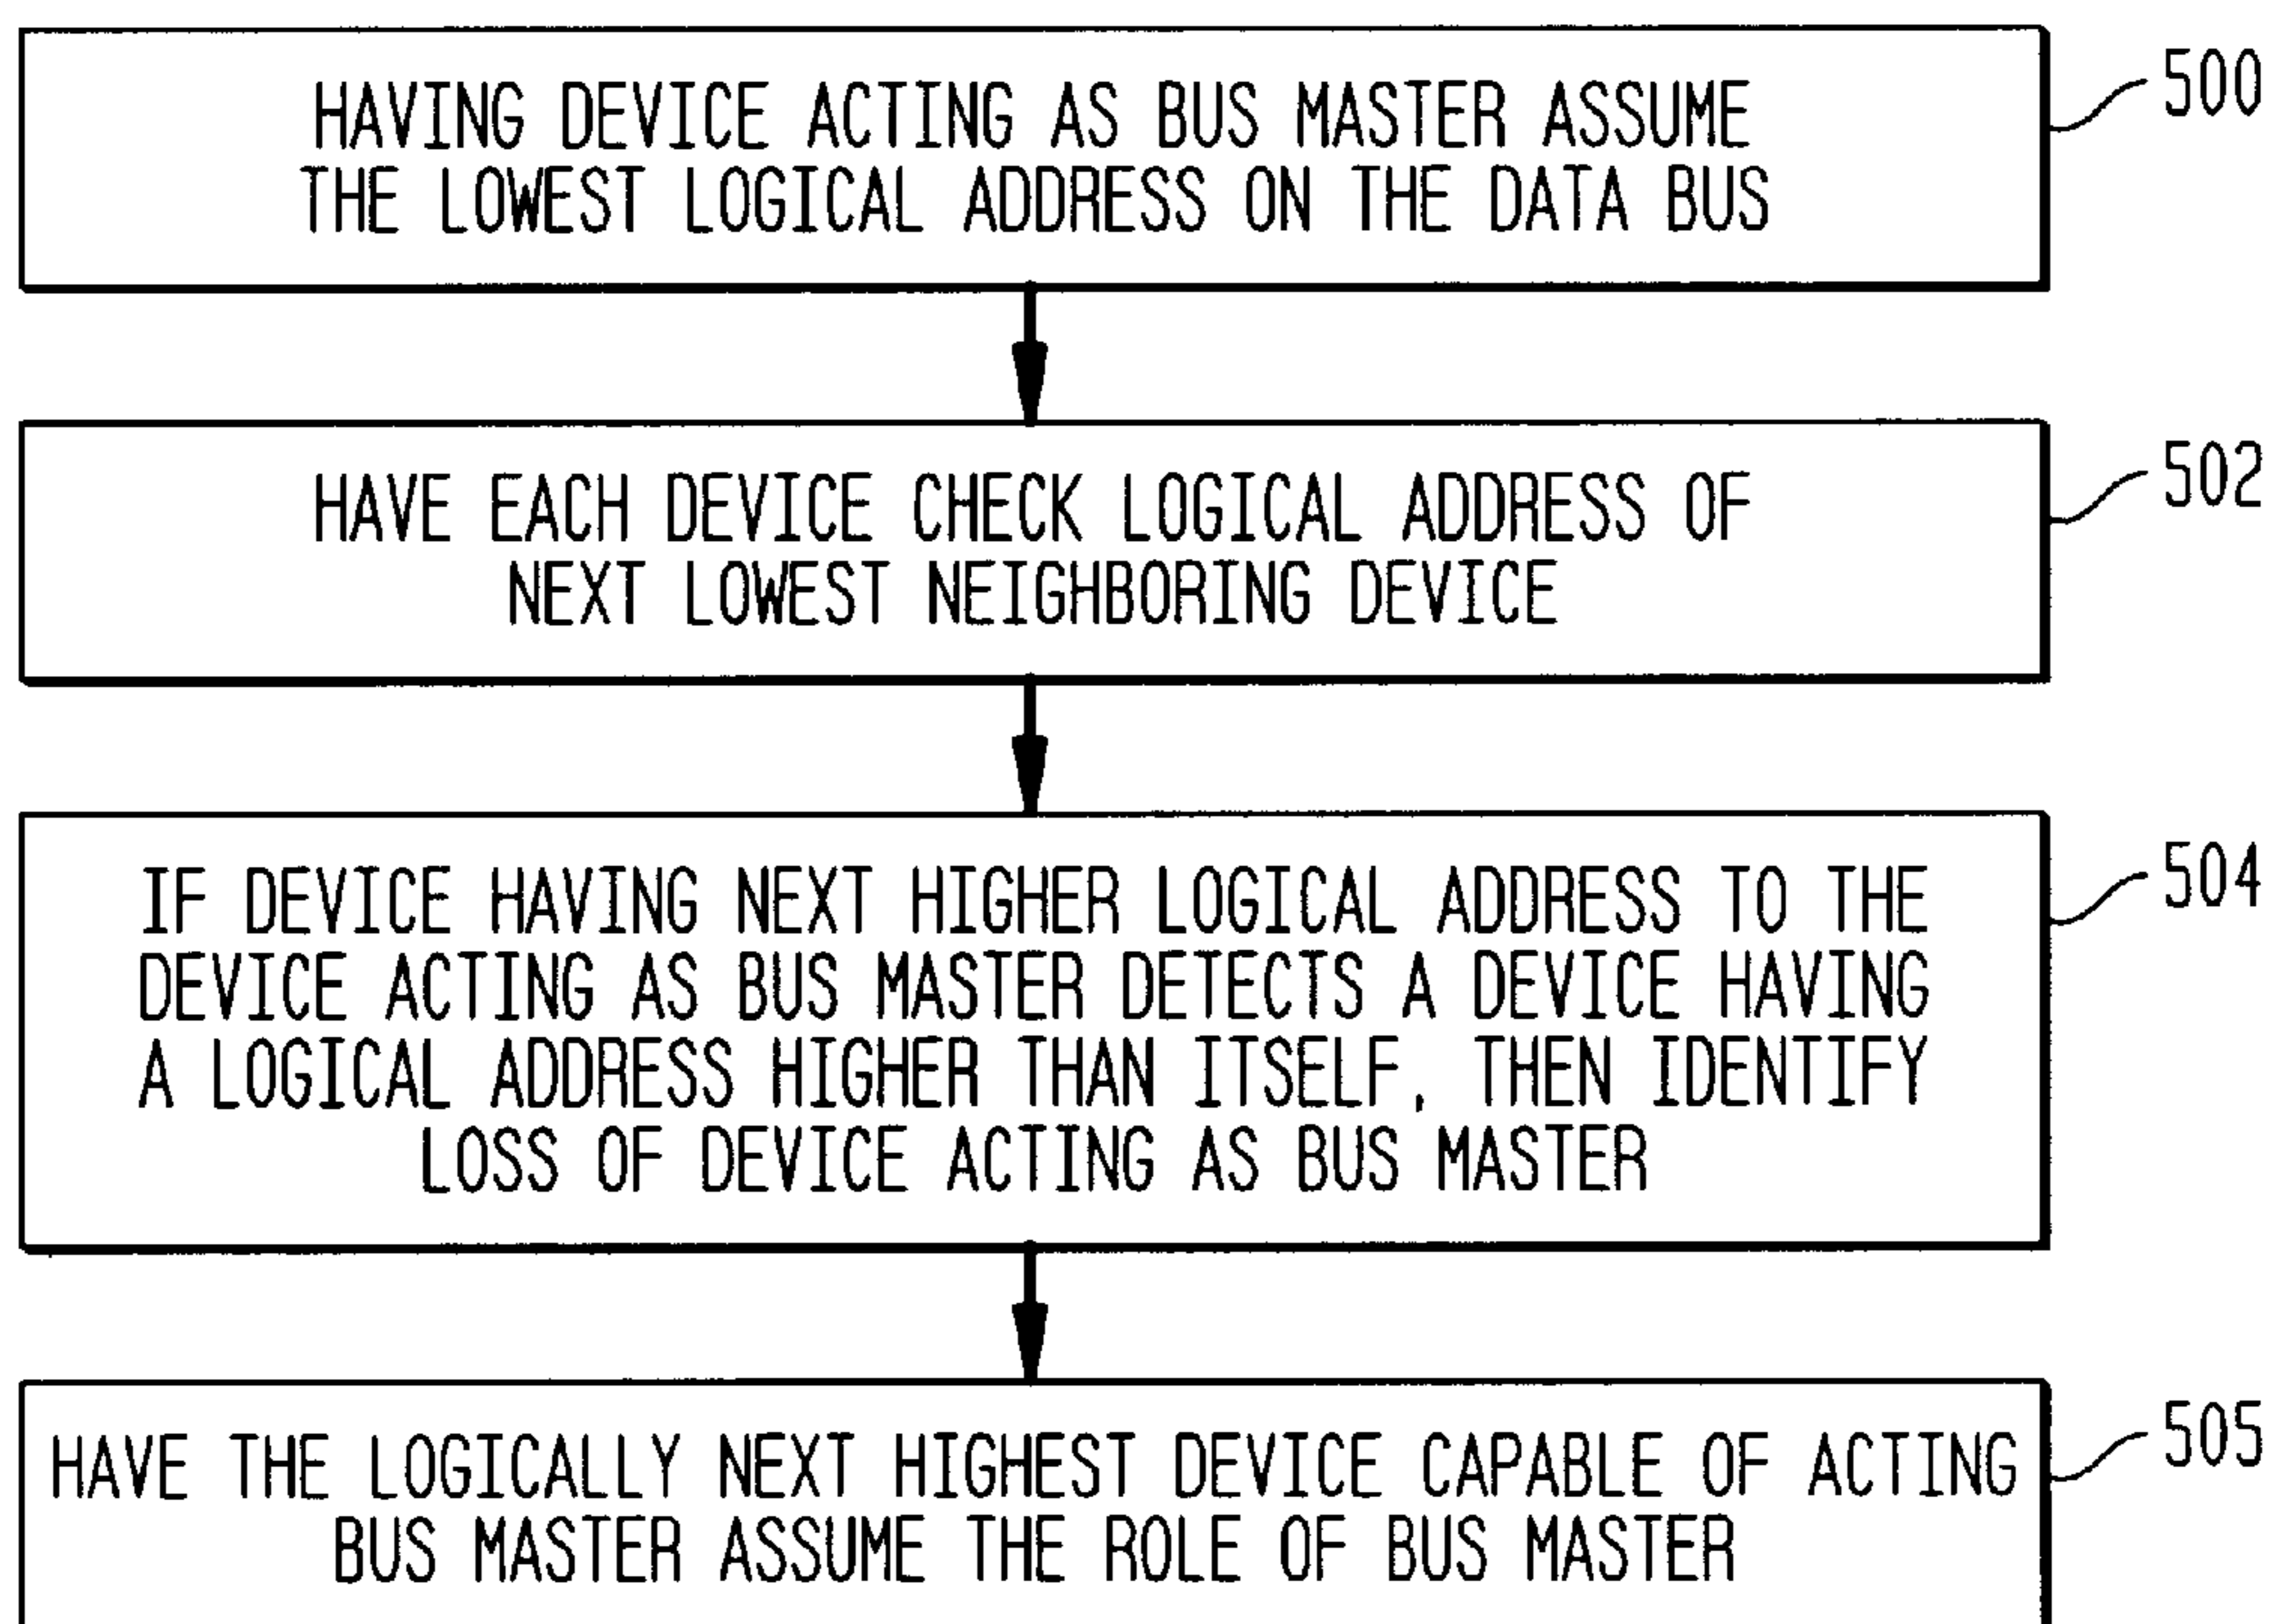 HAVING DEVICE ACTING AS BUS MASTER ASSUME
THE LOWEST LOGICAL ADDRESS ON THE DATA BUS
500
HAVE EACH DEVICE CHECK LOGICAL ADDRESS OF
NEXT LOWEST NEIGHBORING DEVICE
502
IF DEVICE HAVING NEXT HIGHER LOGICAL ADDRESS TO THE
DEVICE ACTING AS BUS MASTER DETECTS A DEVICE HAVING
A LOGICAL ADDRESS HIGHER THAN ITSELF, THEN IDENTIFY
LOSS OF DEVICE ACTING AS BUS MASTER
504
HAVE THE LOGICALLY NEXT HIGHEST DEVICE CAPABLE OF ACTING
BUS MASTER ASSUME THE ROLE OF BUS MASTER
505